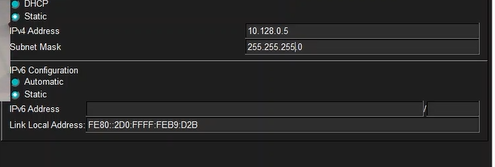 DHCP
Static
IPv4 Address 10.128.0.5
Subnet Mask 255.255.255.0
IPv6 Configuration
Automatic
Static
IPv6 Address /
Link Local Address: FE80::2D0:FFFF:FEB9:D2B